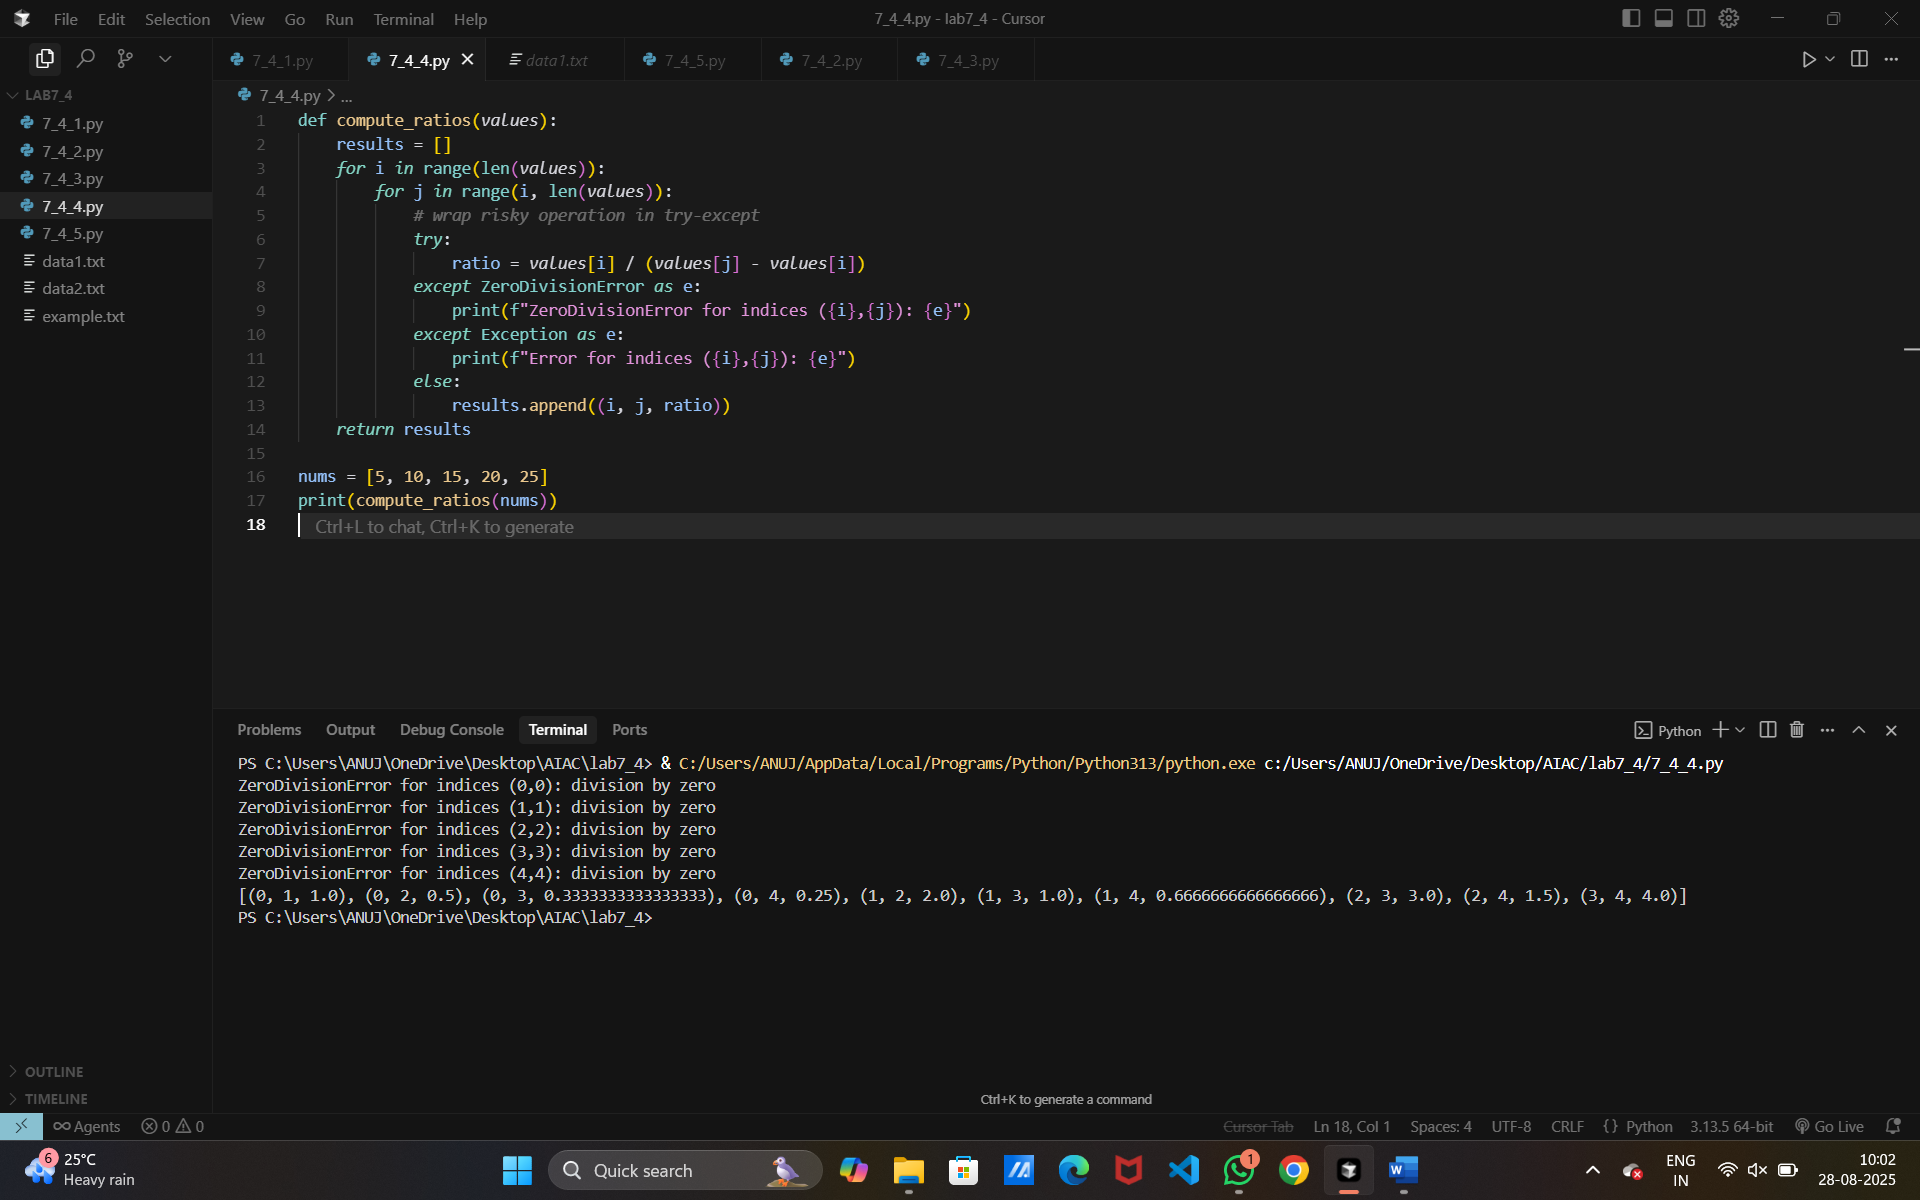 File Edit Selection View Go Run Terminal Help
7_4_4.py - lab7_4 - Cursor
7_4_1.py
7_4_4.py
data1.txt
7_4_5.py
7_4_2.py
7_4_3.py
LAB7_4
7_4_1.py
7_4_2.py
7_4_3.py
7_4_4.py
7_4_5.py
data1.txt
data2.txt
example.txt
OUTLINE
TIMELINE
7_4_4.py > ...
1 def compute_ratios(values):
2     results = []
3     for i in range(len(values)):
4         for j in range(i, len(values)):
5             # wrap risky operation in try-except
6             try:
7                 ratio = values[i] / (values[j] - values[i])
8             except ZeroDivisionError as e:
9                 print(f"ZeroDivisionError for indices ({i},{j}): {e}")
10             except Exception as e:
11                 print(f"Error for indices ({i},{j}): {e}")
12             else:
13                 results.append((i, j, ratio))
14     return results
15
16 nums = [5, 10, 15, 20, 25]
17 print(compute_ratios(nums))
18 Ctrl+L to chat, Ctrl+K to generate
Problems Output Debug Console Terminal Ports
Python
PS C:\Users\ANUJ\OneDrive\Desktop\AIAC\lab7_4> & C:/Users/ANUJ/AppData/Local/Programs/Python/Python313/python.exe c:/Users/ANUJ/OneDrive/Desktop/AIAC/lab7_4/7_4_4.py
ZeroDivisionError for indices (0,0): division by zero
ZeroDivisionError for indices (1,1): division by zero
ZeroDivisionError for indices (2,2): division by zero
ZeroDivisionError for indices (3,3): division by zero
ZeroDivisionError for indices (4,4): division by zero
[(0, 1, 1.0), (0, 2, 0.5), (0, 3, 0.3333333333333333), (0, 4, 0.25), (1, 2, 2.0), (1, 3, 1.0), (1, 4, 0.6666666666666666), (2, 3, 3.0), (2, 4, 1.5), (3, 4, 4.0)]
PS C:\Users\ANUJ\OneDrive\Desktop\AIAC\lab7_4>
Ctrl+K to generate a command
Agents 0 0
Cursor Tab Ln 18, Col 1 Spaces: 4 UTF-8 CRLF {} Python 3.13.5 64-bit Go Live
6
25°C
Heavy rain
Quick search
1
ENG
IN
10:02
28-08-2025